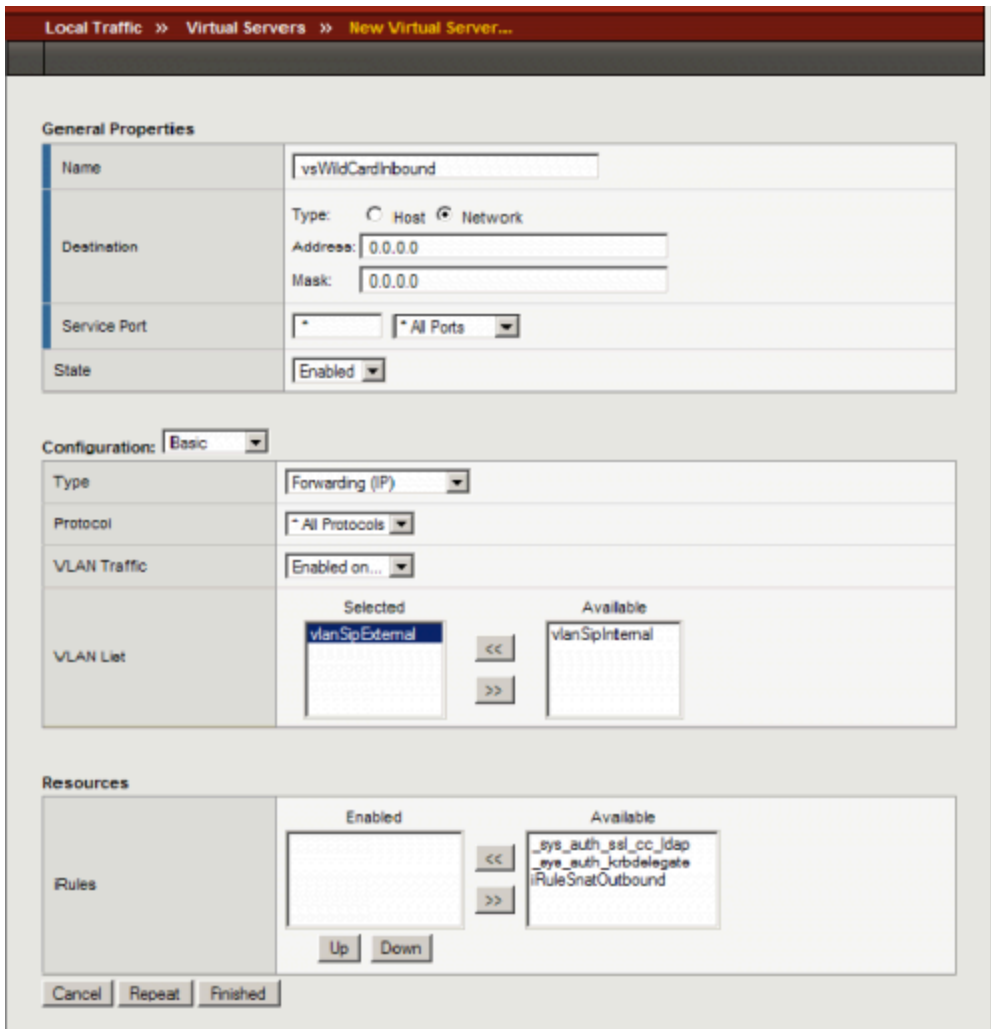 Local Traffic » Virtual Servers » New Virtual Server...
General Properties
Name vsWildCardInbound
Destination
Type: Host Network
Address: 0.0.0.0
Mask: 0.0.0.0
Service Port * * All Ports
State Enabled
Configuration: Basic
Type Forwarding (IP)
Protocol * All Protocols
VLAN Traffic Enabled on...
VLAN List
Selected Available
vlanSipExternal << vlanSipInternal
>>
Resources
iRules
Enabled Available
_sys_auth_ssl_cc_ldap
<< _sys_auth_krbdelegate
iRuleSnatOutbound
>>
Up Down
Cancel Repeat Finished